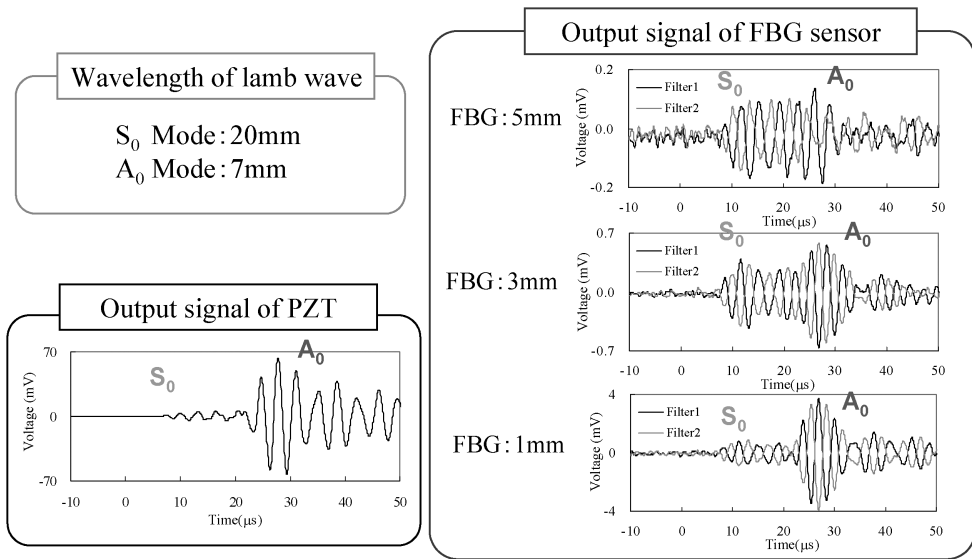 Wavelength of lamb wave
S₀ Mode:20mm
A₀ Mode:7mm
Output signal of PZT
A₀
S₀
Voltage (mV)
70
0
-70
-10 0 10 20 30 40 50
Time(μs)
Output signal of FBG sensor
FBG:5mm
S₀ A₀
Filter1
Filter2
Voltage (mV)
0.2
0.0
-0.2
-10 0 10 20 30 40 50
Time(μs)
FBG:3mm
S₀ A₀
Filter1
Filter2
Voltage (mV)
0.7
0.0
-0.7
-10 0 10 20 30 40 50
Time(μs)
FBG:1mm
S₀ A₀
Filter1
Filter2
Voltage (mV)
4
0
-4
-10 0 10 20 30 40 50
Time(μs)